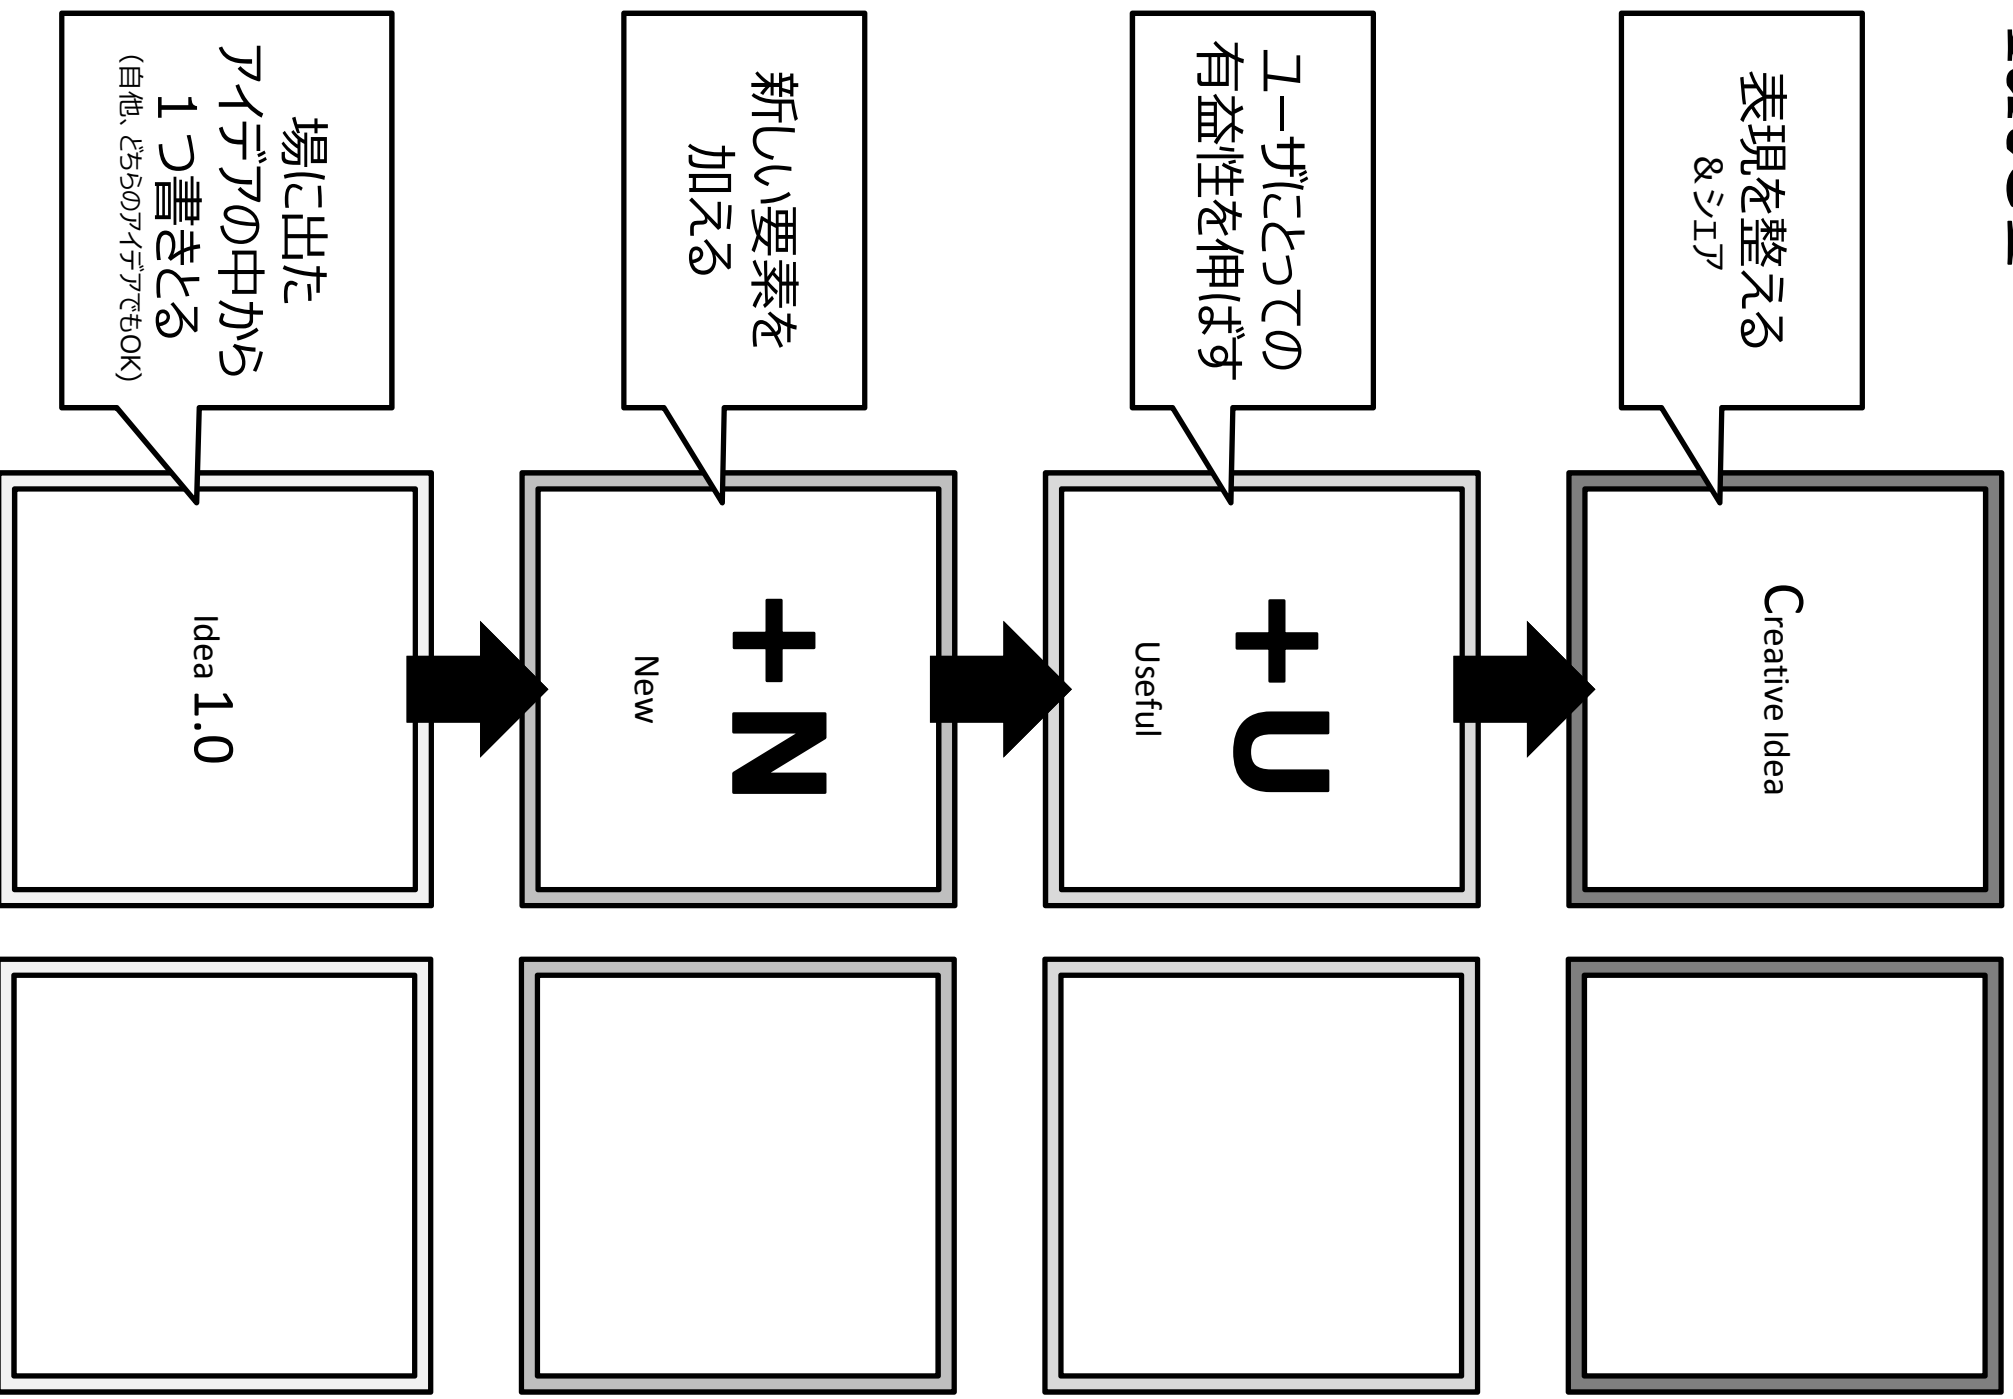 表現を整える
&シェア
Creative Idea
ユーザにとっての
有益性を伸ばす
+ U
Useful
新しい要素を
加える
+ N
New
場に出た
アイデアの中から
１つ書きとる
（自他、どちらのアイデアでもOK）
Idea 1.0